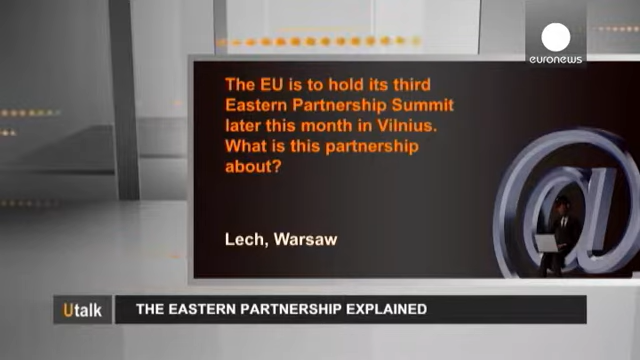 euronews
The EU is to hold its third
Eastern Partnership Summit
later this month in Vilnius.
What is this partnership
about?
Lech, Warsaw
@
Utalk
THE EASTERN PARTNERSHIP EXPLAINED